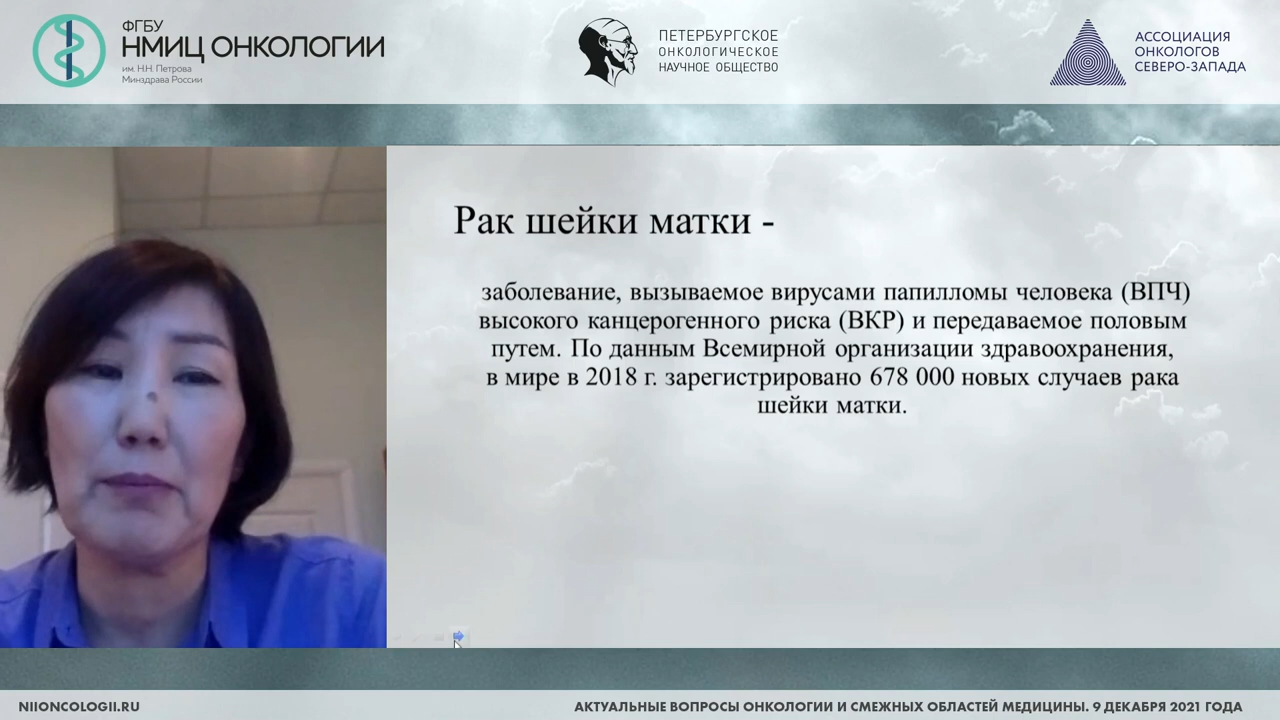 ФГБУ
НМИЦ ОНКОЛОГИИ
им. Н.Н. Петрова
Минздрава России
ПЕТЕРБУРГСКОЕ
ОНКОЛОГИЧЕСКОЕ
НАУЧНОЕ ОБЩЕСТВО
АССОЦИАЦИЯ
ОНКОЛОГОВ
СЕВЕРО-ЗАПАДА
Рак шейки матки -
заболевание, вызываемое вирусами папилломы человека (ВПЧ)
высокого канцерогенного риска (ВКР) и передаваемое половым
путем. По данным Всемирной организации здравоохранения,
в мире в 2018 г. зарегистрировано 678 000 новых случаев рака
шейки матки.
NIIONCOLOGII.RU
АКТУАЛЬНЫЕ ВОПРОСЫ ОНКОЛОГИИ И СМЕЖНЫХ ОБЛАСТЕЙ МЕДИЦИНЫ. 9 ДЕКАБРЯ 2021 ГОДА